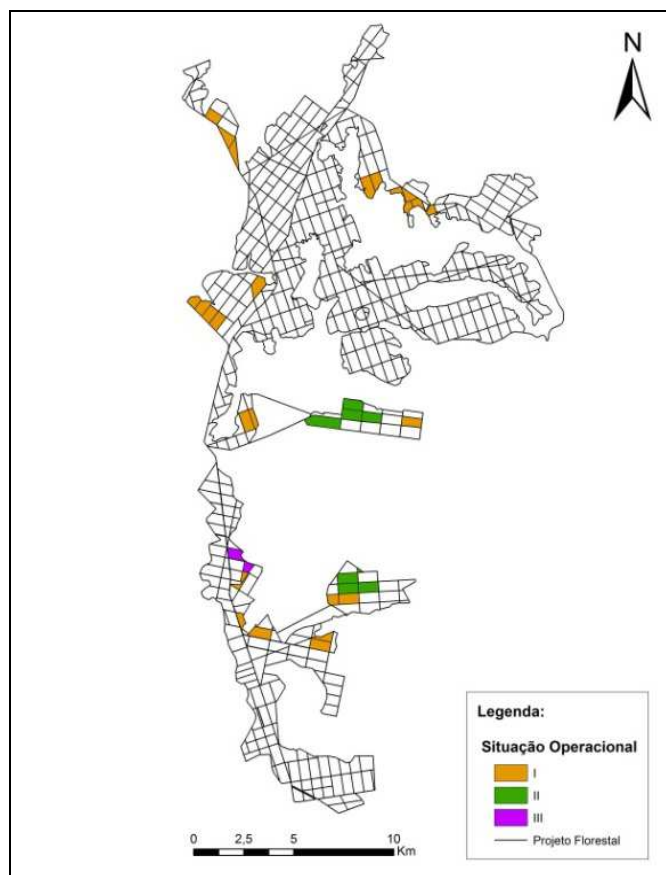 N
Legenda:
Situação Operacional
I
II
III
Projeto Florestal
0 2,5 5 10
Km